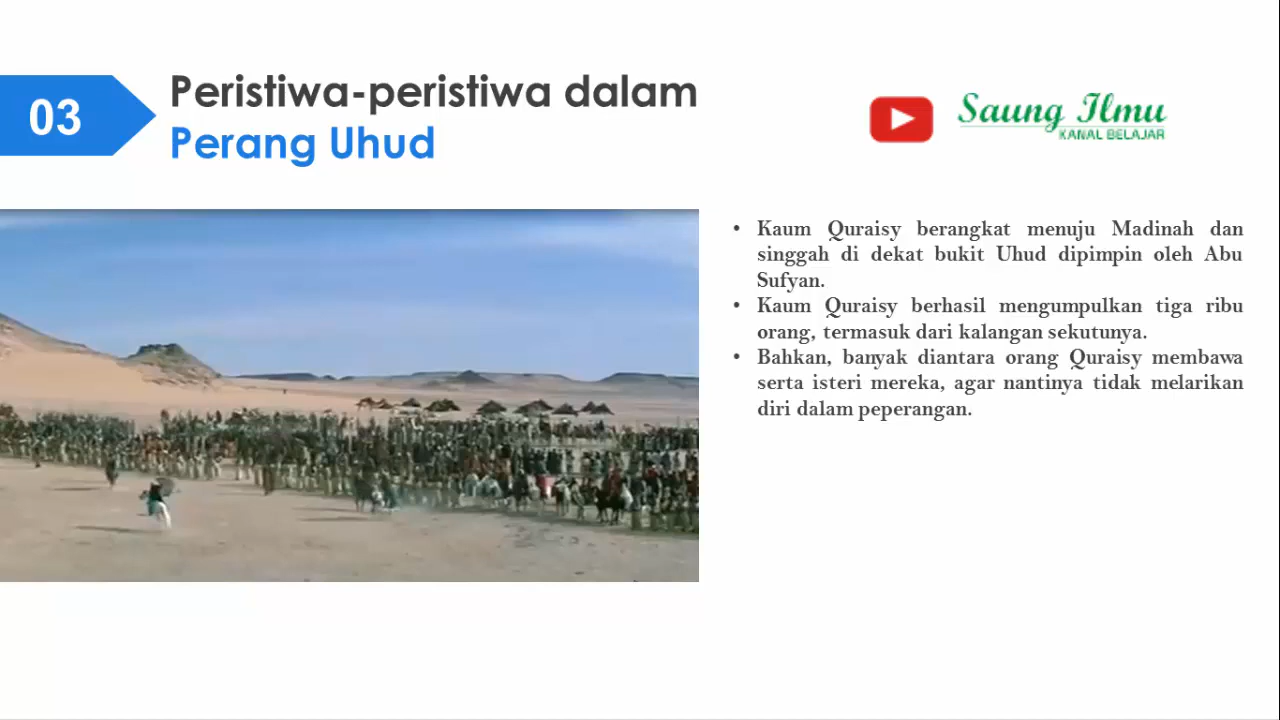 03
Peristiwa-peristiwa dalam
Perang Uhud
Saung Ilmu
KANAL BELAJAR
• Kaum Quraisy berangkat menuju Madinah dan
singgah di dekat bukit Uhud dipimpin oleh Abu
Sufyan.
• Kaum Quraisy berhasil mengumpulkan tiga ribu
orang, termasuk dari kalangan sekutunya.
• Bahkan, banyak diantara orang Quraisy membawa
serta isteri mereka, agar nantinya tidak melarikan
diri dalam peperangan.